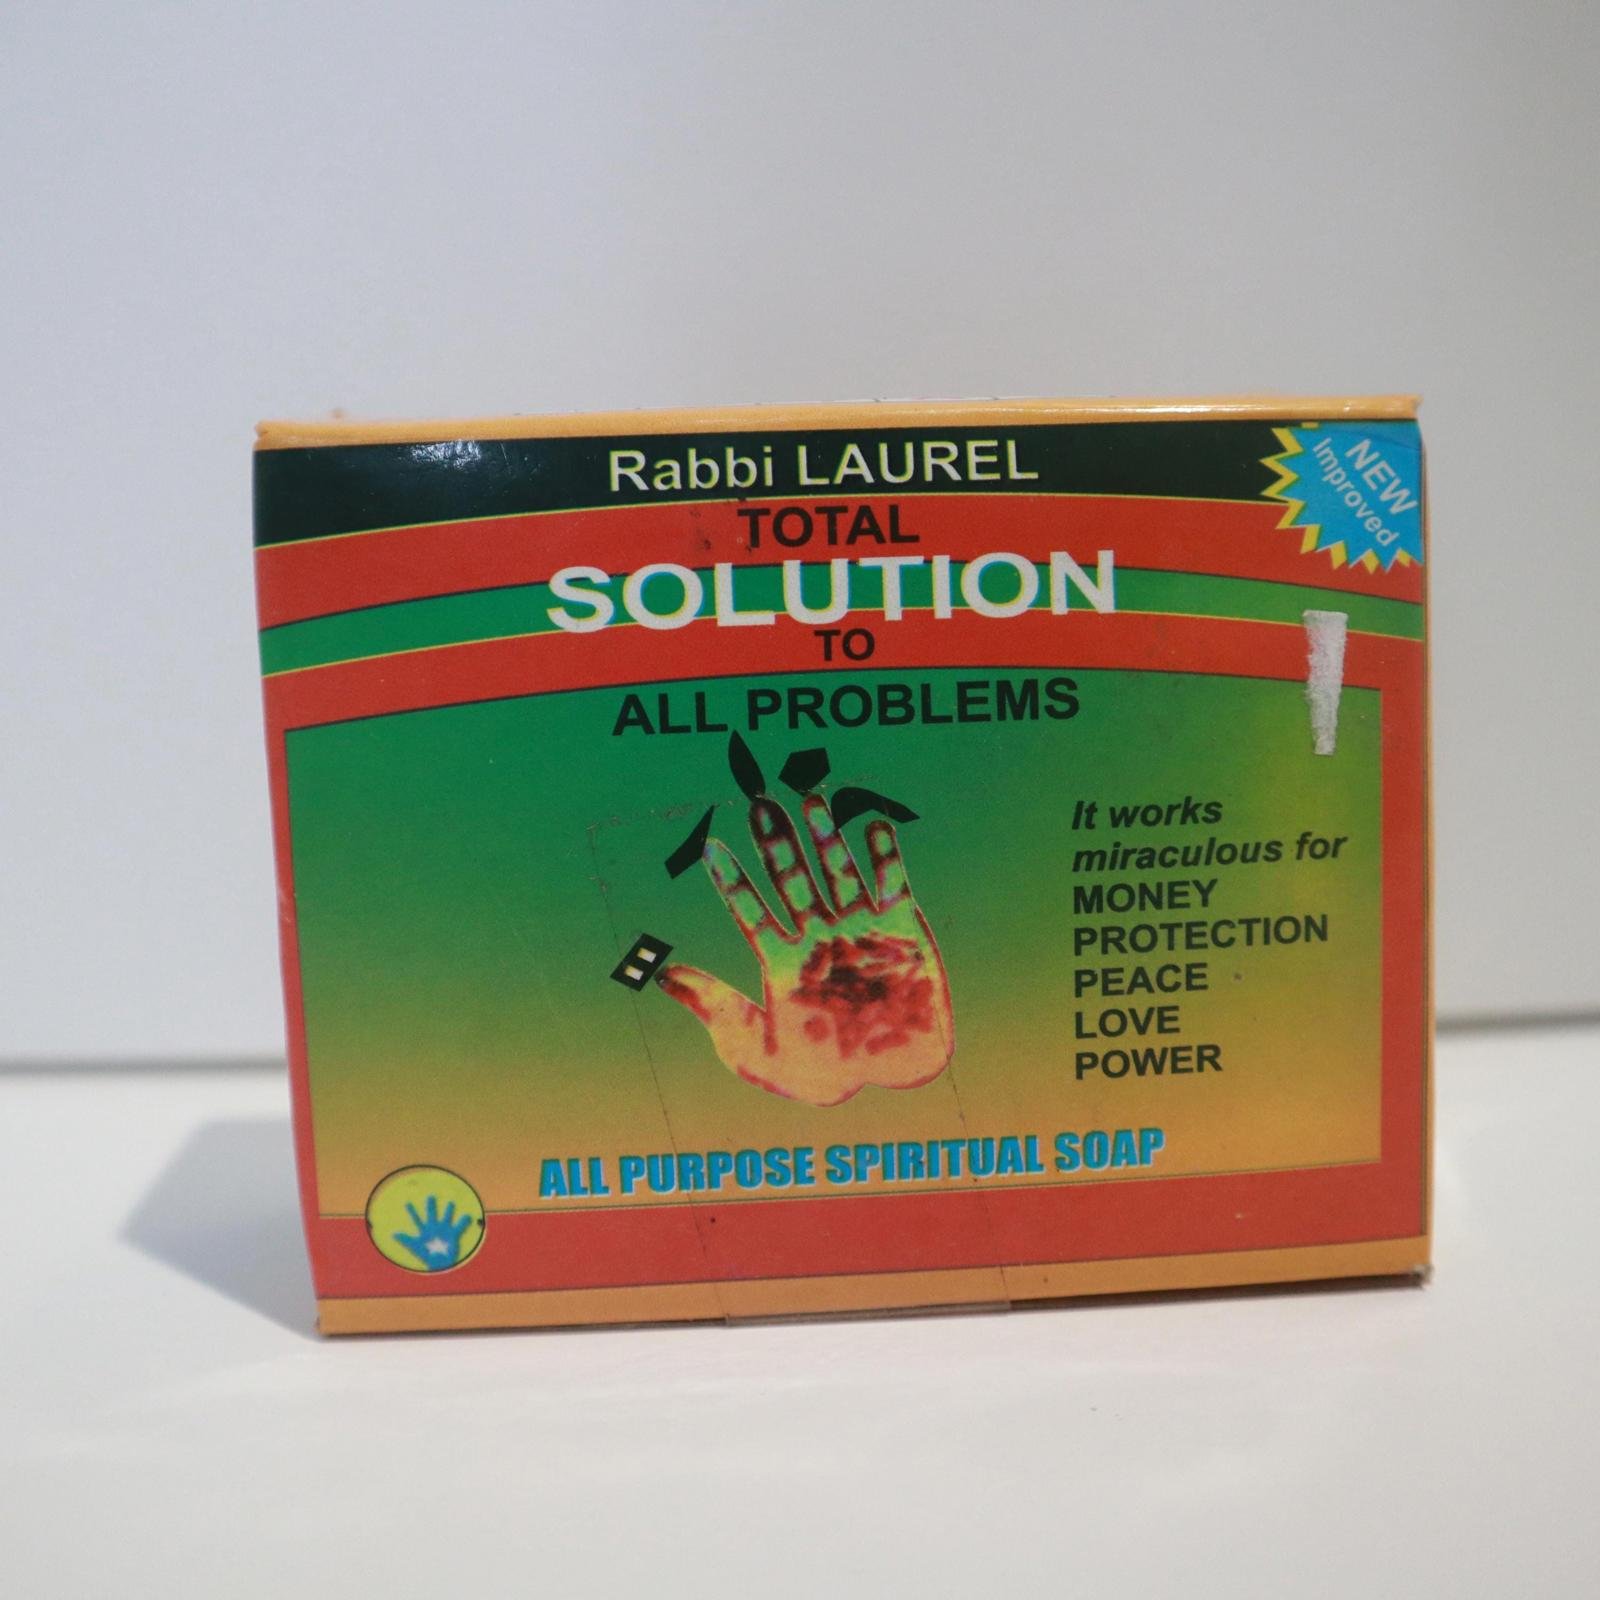 Rabbi LAUREL
NEW
Improved
TOTAL
SOLUTION
TO
ALL PROBLEMS
It works
miraculous for
MONEY
PROTECTION
PEACE
LOVE
POWER
ALL PURPOSE SPIRITUAL SOAP